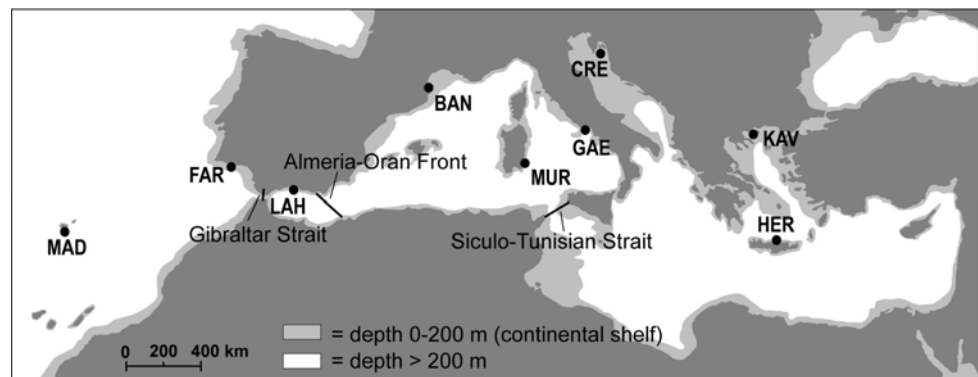 CRE
BAN
KAV
GAE
Almeria-Oran Front
FAR
MUR
LAH
HER
Gibraltar Strait
Siculo-Tunisian Strait
MAD
= depth 0-200 m (continental shelf)
= depth > 200 m
0 200 400 km